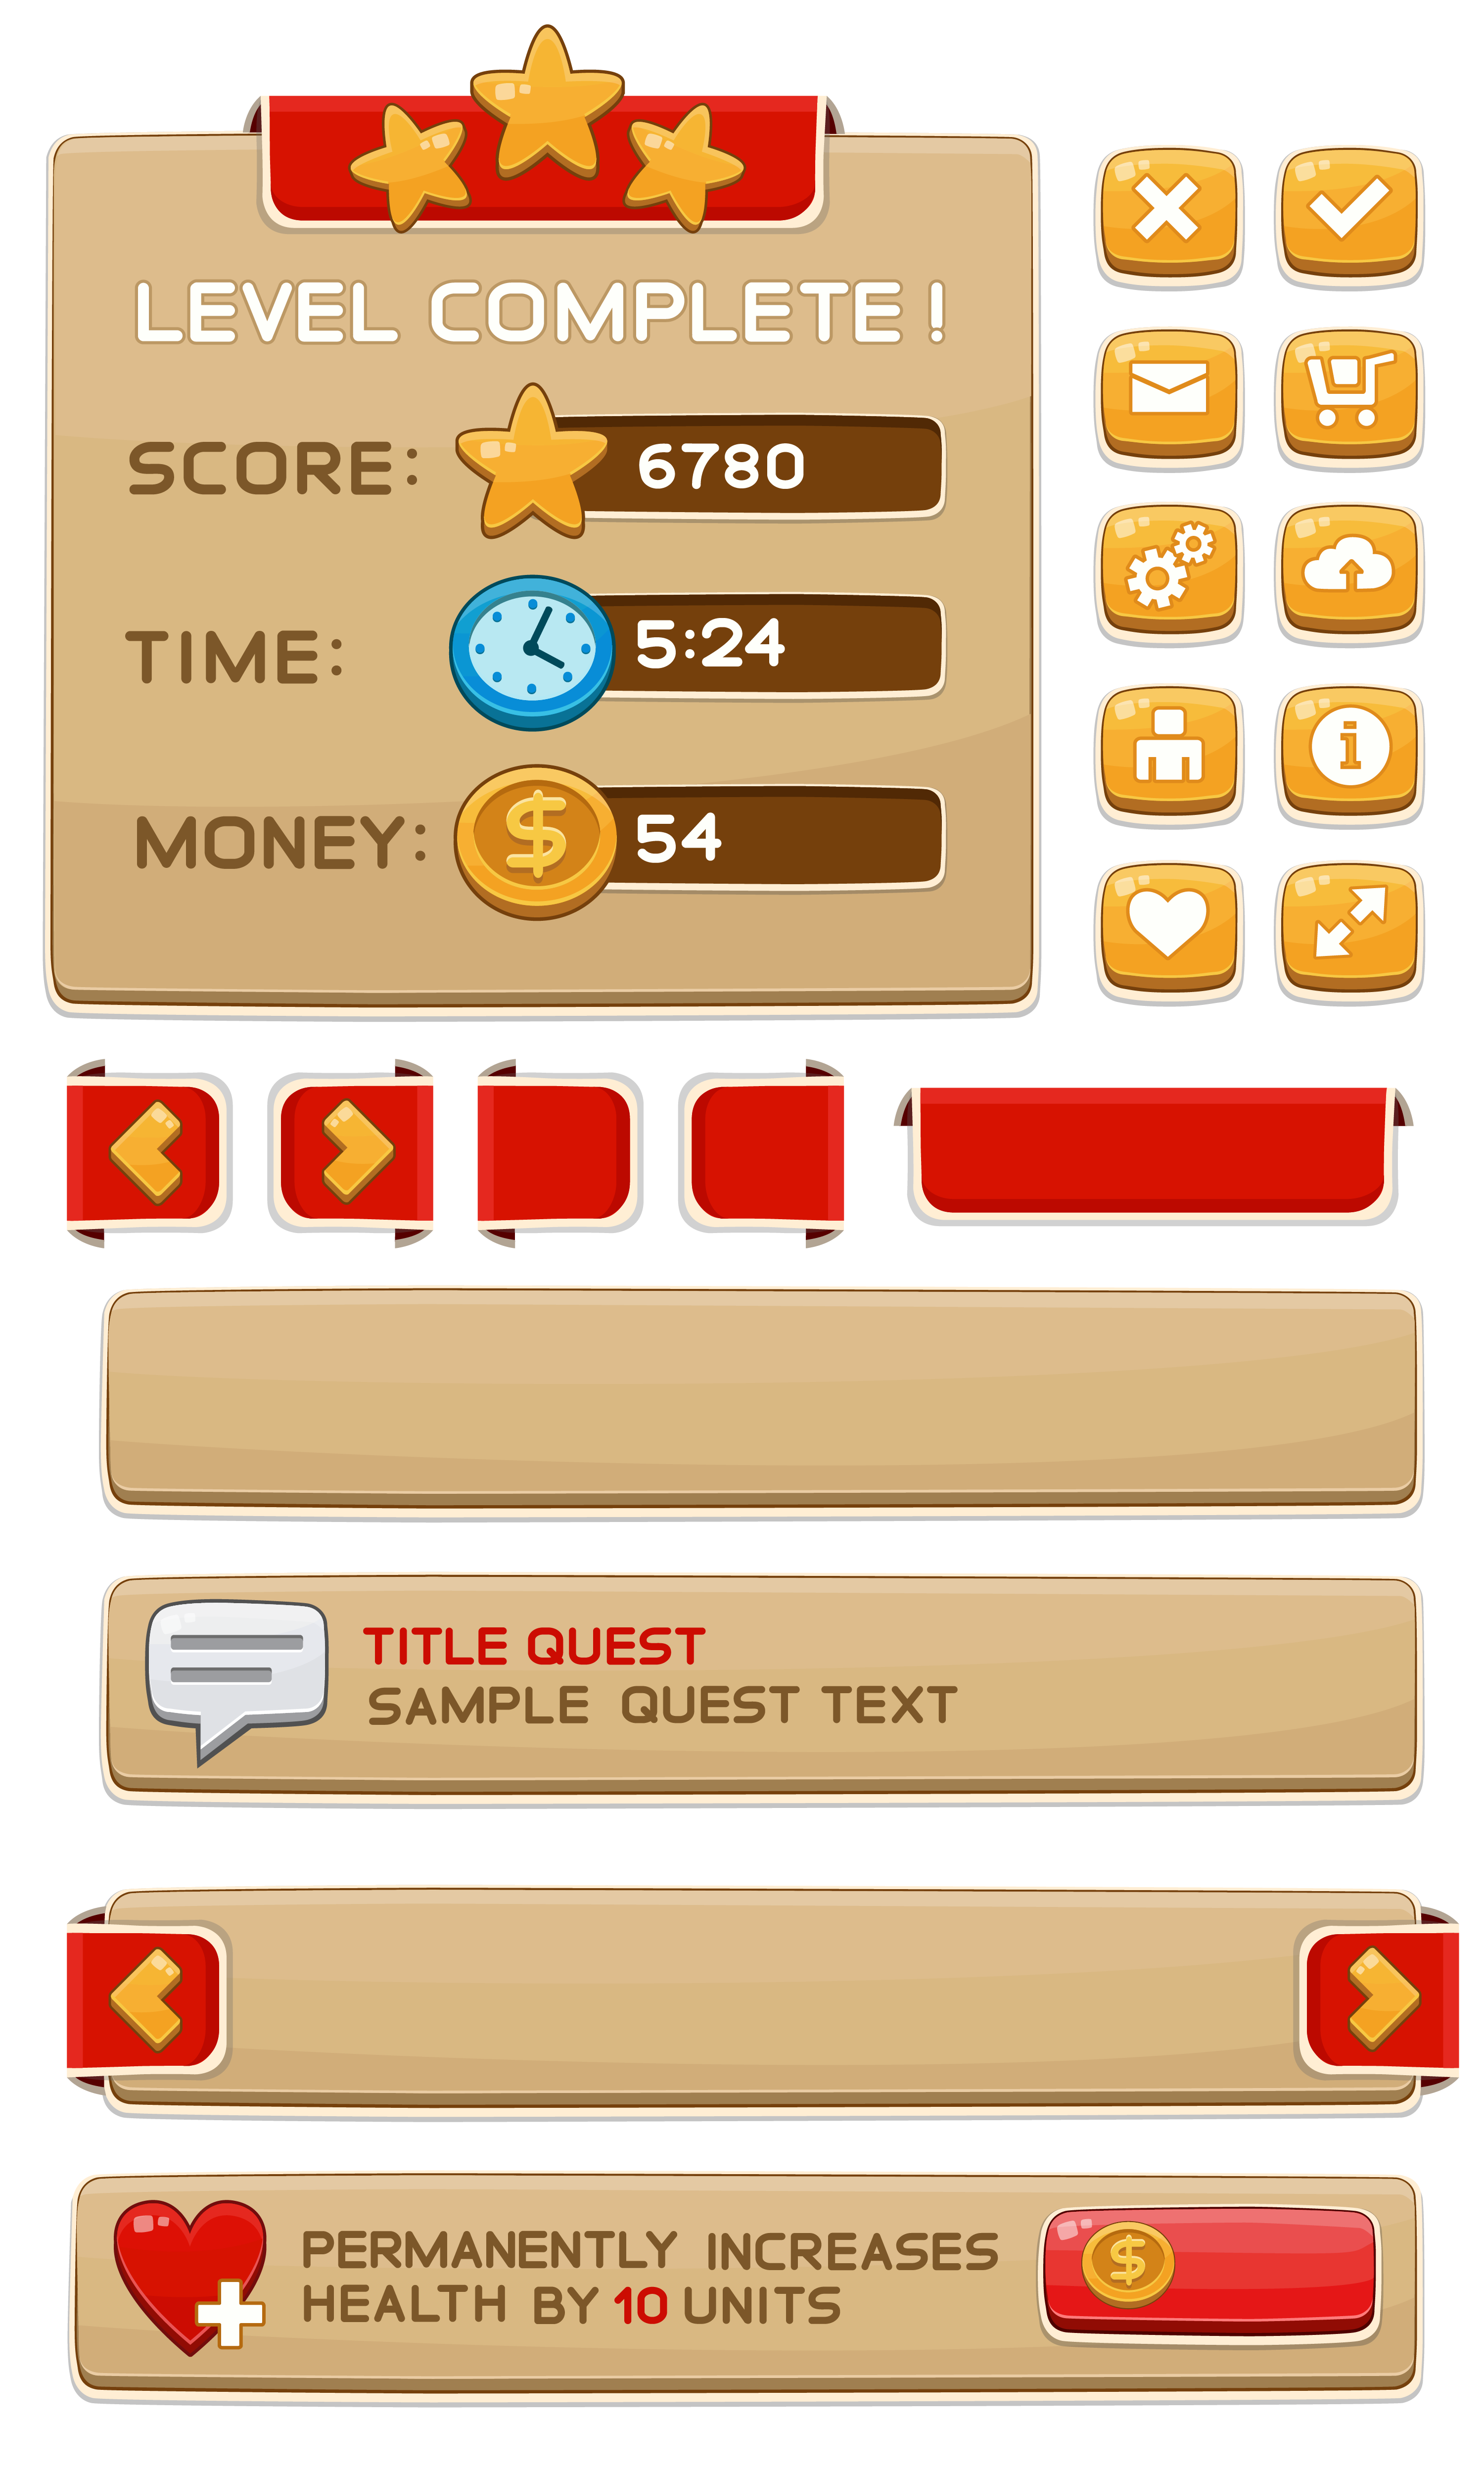 LEVEL COMPLETE !
SCORE: 6780
TIME: 5:24
MONEY: $ 54
i
TITLE QUEST
SAMPLE QUEST TEXT
PERMANENTLY INCREASES
HEALTH BY 10 UNITS
$